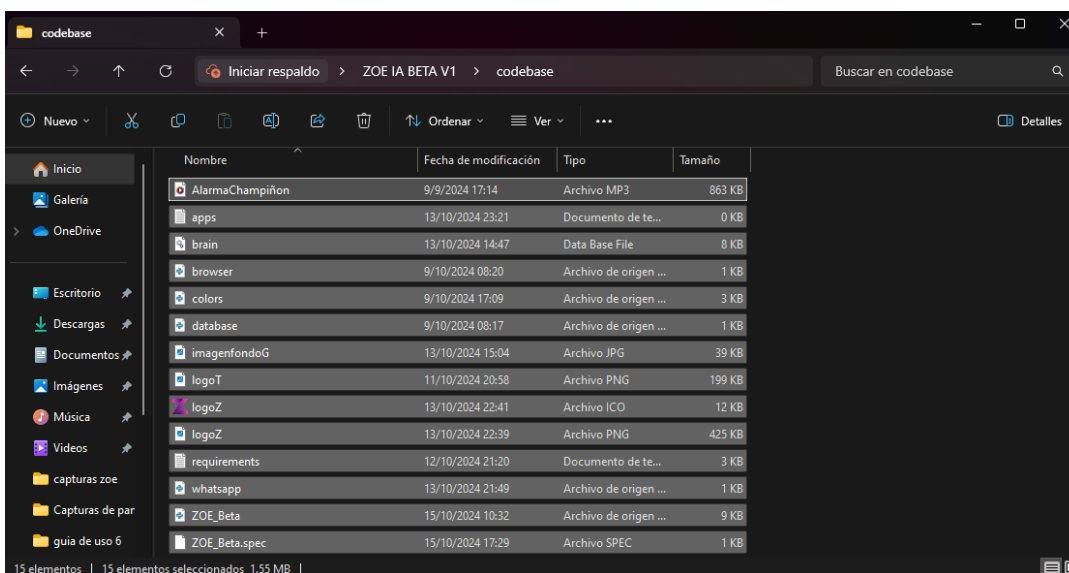 codebase
Iniciar respaldo > ZOE IA BETA V1 > codebase
Buscar en codebase
Nuevo
Ordenar
Ver
Detalles
Inicio
Galería
OneDrive
Escritorio
Descargas
Documentos
Imágenes
Música
Videos
capturas zoe
Capturas de par
guia de uso 6
Nombre Fecha de modificación Tipo Tamaño
AlarmaChampiñon 9/9/2024 17:14 Archivo MP3 863 KB
apps 13/10/2024 23:21 Documento de te... 0 KB
brain 13/10/2024 14:47 Data Base File 8 KB
browser 9/10/2024 08:20 Archivo de origen ... 1 KB
colors 9/10/2024 17:09 Archivo de origen ... 3 KB
database 9/10/2024 08:17 Archivo de origen ... 1 KB
imagenfondoG 13/10/2024 15:04 Archivo JPG 39 KB
logoT 11/10/2024 20:58 Archivo PNG 199 KB
logoZ 13/10/2024 22:41 Archivo ICO 12 KB
logoZ 13/10/2024 22:39 Archivo PNG 425 KB
requirements 12/10/2024 21:20 Documento de te... 3 KB
whatsapp 13/10/2024 21:49 Archivo de origen ... 1 KB
ZOE_Beta 15/10/2024 10:32 Archivo de origen ... 9 KB
ZOE_Beta.spec 15/10/2024 17:29 Archivo SPEC 1 KB
15 elementos | 15 elementos seleccionados 1.55 MB |